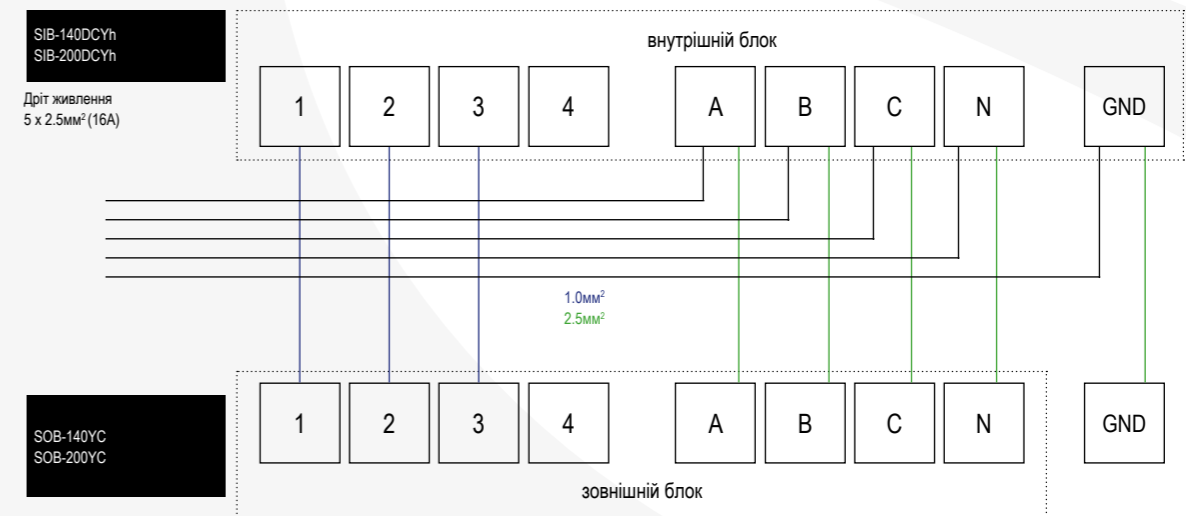 SIB-140DCYh
SIB-200DCYh
внутрішній блок
Дріт живлення
5 x 2.5мм² (16А)
1 2 3 4 A B C N GND
1.0мм²
2.5мм²
1 2 3 4 A B C N GND
SOB-140YC
SOB-200YC
зовнішній блок